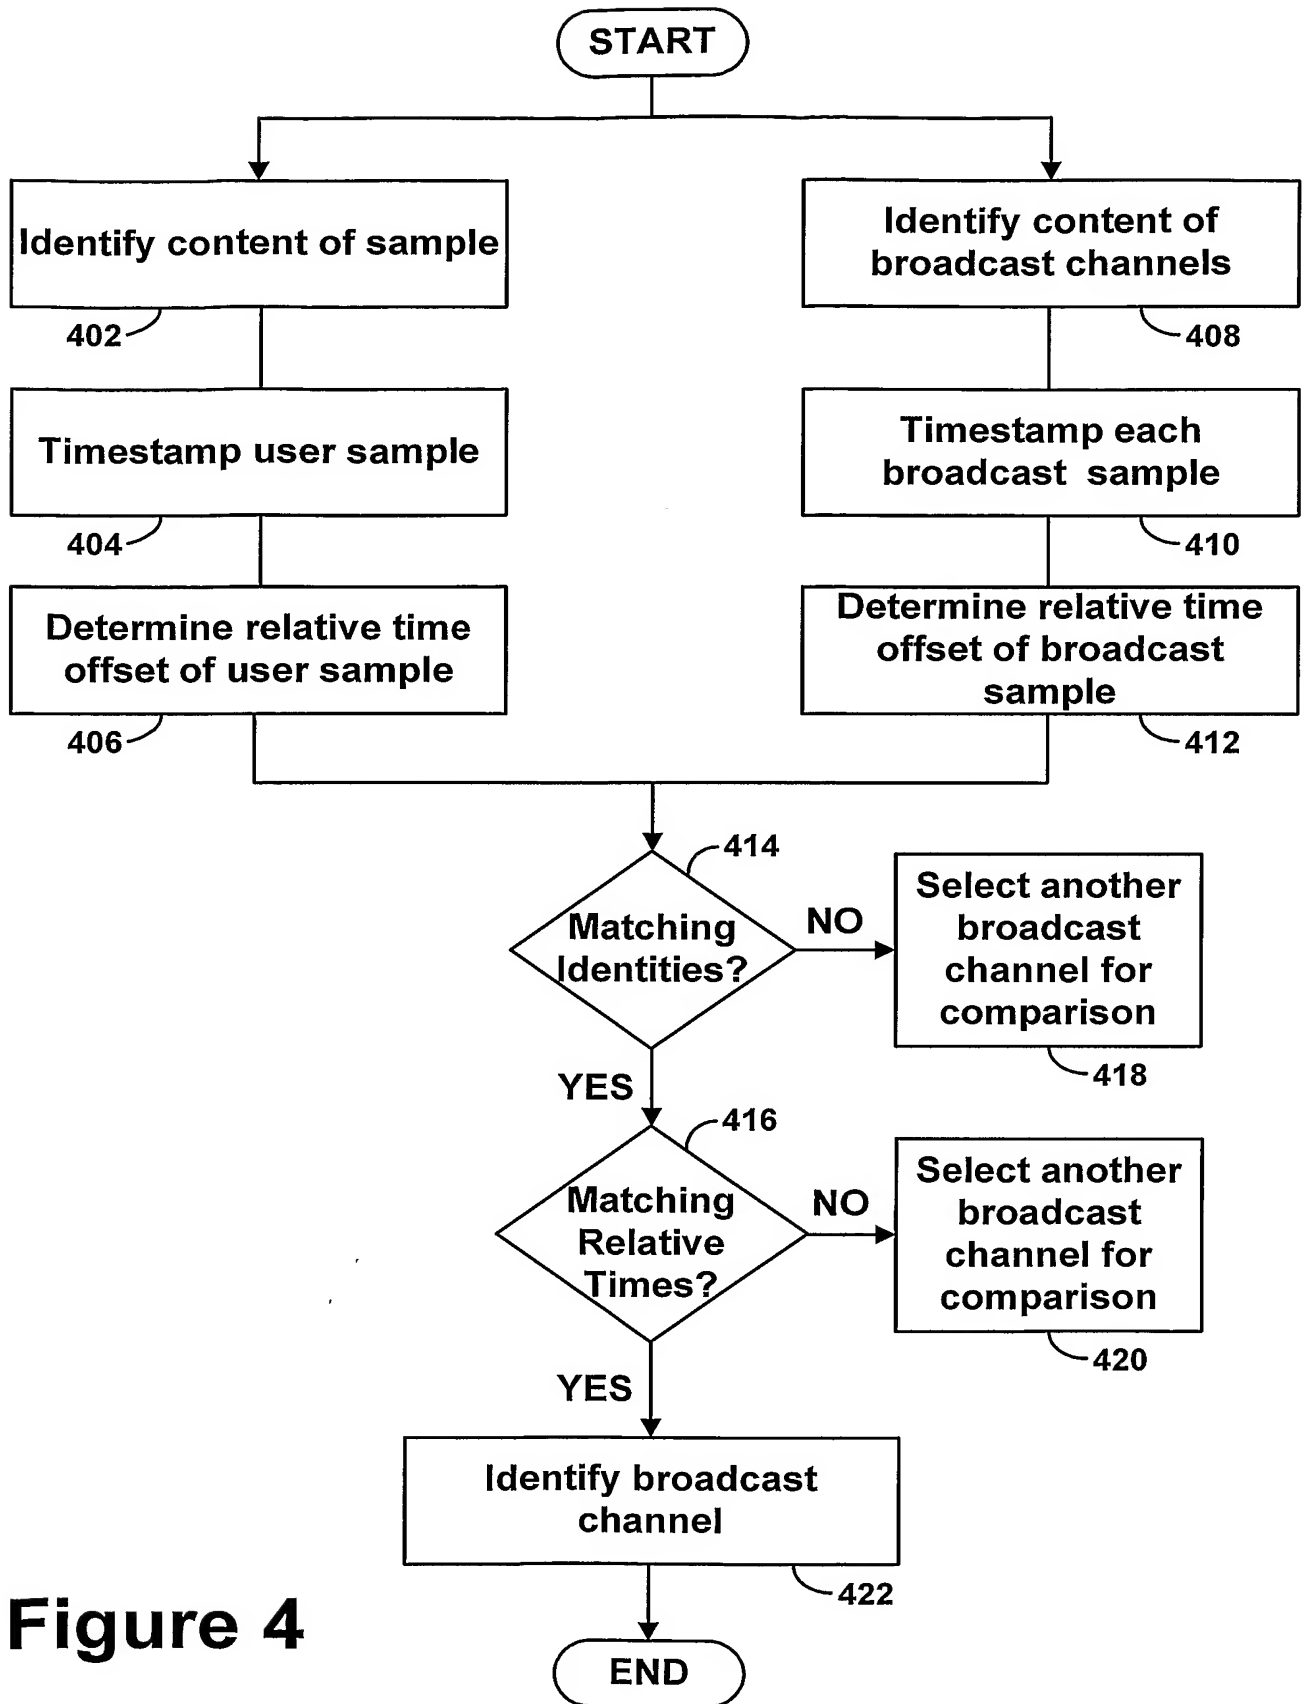 START
Identify content of sample
402
Identify content of
broadcast channels
408
Timestamp user sample
404
Timestamp each
broadcast sample
410
Determine relative time
offset of user sample
406
Determine relative time
offset of broadcast
sample
412
414
Matching
Identities?
NO
Select another
broadcast
channel for
comparison
418
YES
416
Matching
Relative
Times?
NO
Select another
broadcast
channel for
comparison
420
YES
Identify broadcast
channel
422
Figure 4
END